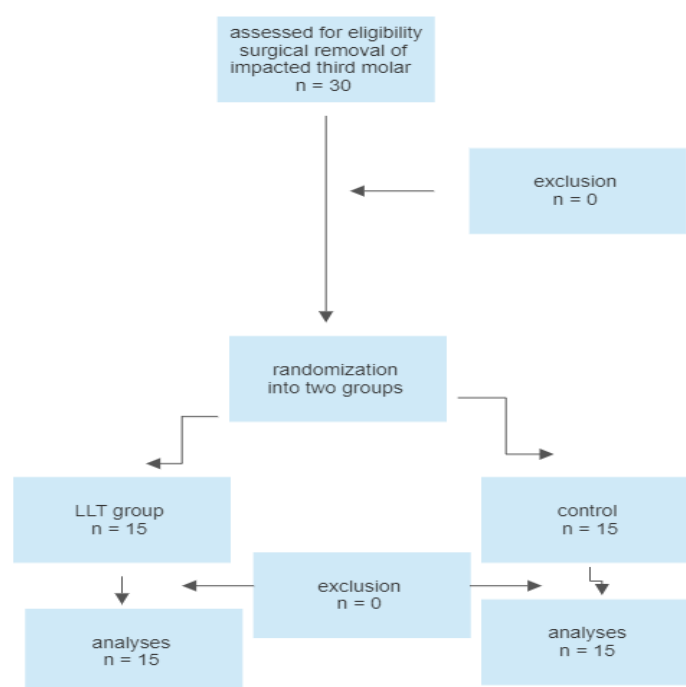 assessed for eligibility
surgical removal of
impacted third molar
n = 30
exclusion
n = 0
randomization
into two groups
LLT group
n = 15
control
n = 15
exclusion
n = 0
analyses
n = 15
analyses
n = 15